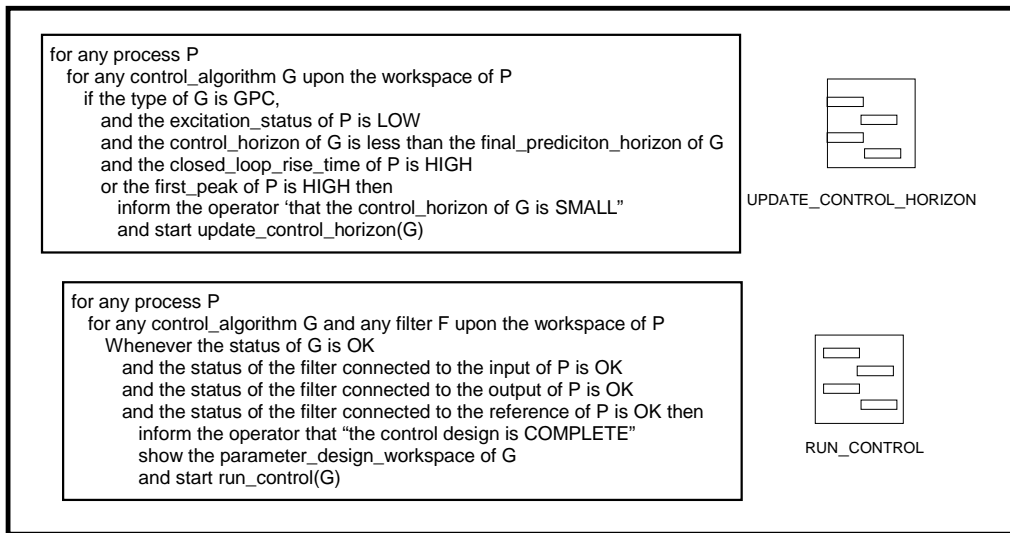 for any process P
for any control_algorithm G upon the workspace of P
if the type of G is GPC,
and the excitation_status of P is LOW
and the control_horizon of G is less than the final_prediciton_horizon of G
and the closed_loop_rise_time of P is HIGH
or the first_peak of P is HIGH then
inform the operator ‘that the control_horizon of G is SMALL”
and start update_control_horizon(G)
UPDATE_CONTROL_HORIZON
for any process P
for any control_algorithm G and any filter F upon the workspace of P
Whenever the status of G is OK
and the status of the filter connected to the input of P is OK
and the status of the filter connected to the output of P is OK
and the status of the filter connected to the reference of P is OK then
inform the operator that “the control design is COMPLETE”
show the parameter_design_workspace of G
and start run_control(G)
RUN_CONTROL